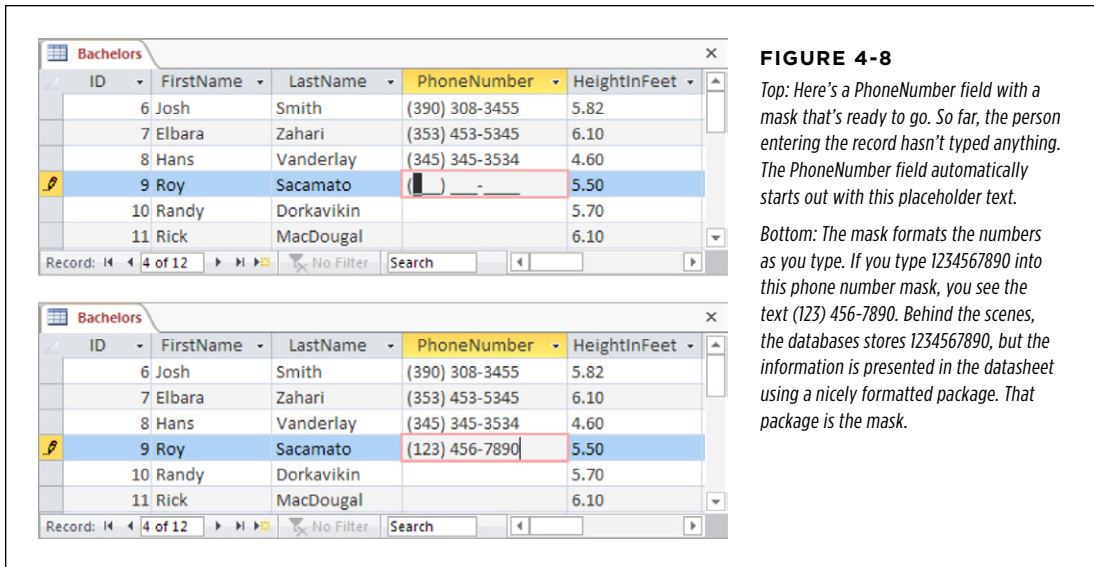 Bachelors
ID FirstName LastName PhoneNumber HeightInFeet
6 Josh Smith (390) 308-3455 5.82
7 Elbara Zahari (353) 453-5345 6.10
8 Hans Vanderlay (345) 345-3534 4.60
9 Roy Sacamato (___) ___-____ 5.50
10 Randy Dorkavikin 5.70
11 Rick MacDougal 6.10
Record: 4 of 12 No Filter Search
Bachelors
ID FirstName LastName PhoneNumber HeightInFeet
6 Josh Smith (390) 308-3455 5.82
7 Elbara Zahari (353) 453-5345 6.10
8 Hans Vanderlay (345) 345-3534 4.60
9 Roy Sacamato (123) 456-7890 5.50
10 Randy Dorkavikin 5.70
11 Rick MacDougal 6.10
Record: 4 of 12 No Filter Search
FIGURE 4-8
Top: Here's a PhoneNumber field with a
mask that's ready to go. So far, the person
entering the record hasn't typed anything.
The PhoneNumber field automatically
starts out with this placeholder text.
Bottom: The mask formats the numbers
as you type. If you type 1234567890 into
this phone number mask, you see the
text (123) 456-7890. Behind the scenes,
the databases stores 1234567890, but the
information is presented in the datasheet
using a nicely formatted package. That
package is the mask.